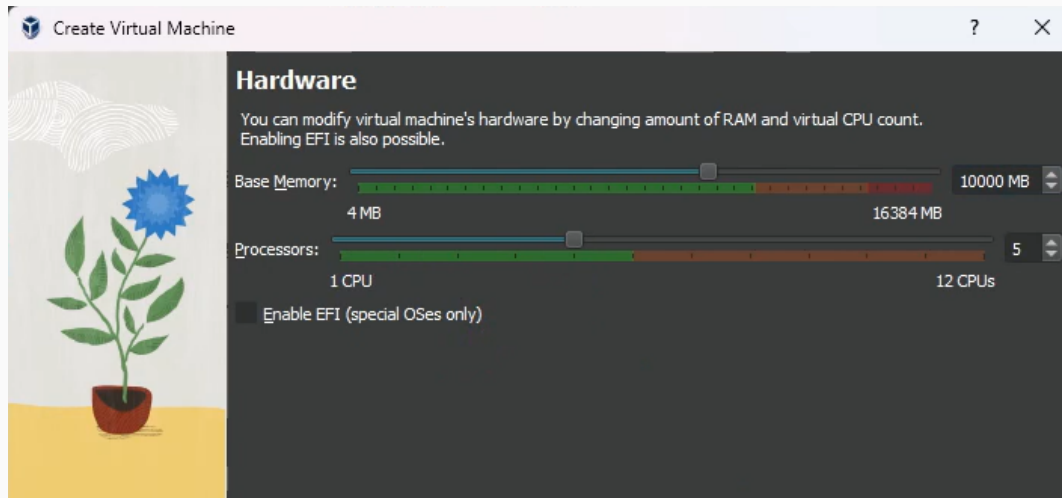 Create Virtual Machine ?
Hardware
You can modify virtual machine's hardware by changing amount of RAM and virtual CPU count.
Enabling EFI is also possible.
Base Memory: 10000 MB
4 MB 16384 MB
Processors: 5
1 CPU 12 CPUs
Enable EFI (special OSes only)